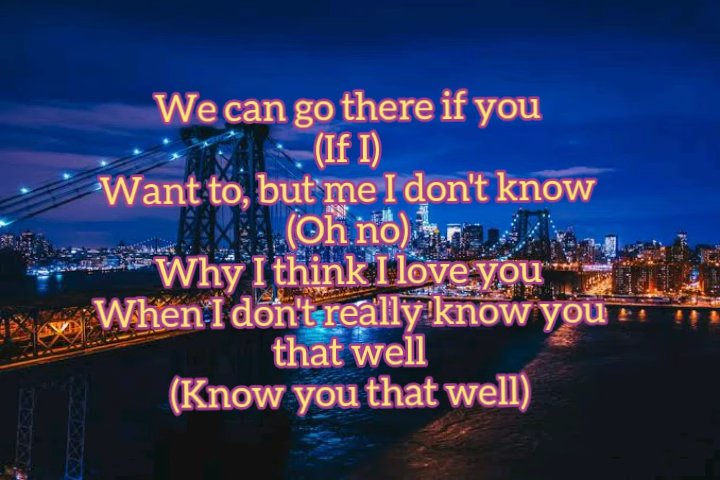 We can go there if you
(If I)
Want to, but me I don't know
(Oh no)
Why I think I love you
When I don't really know you
that well
(Know you that well)